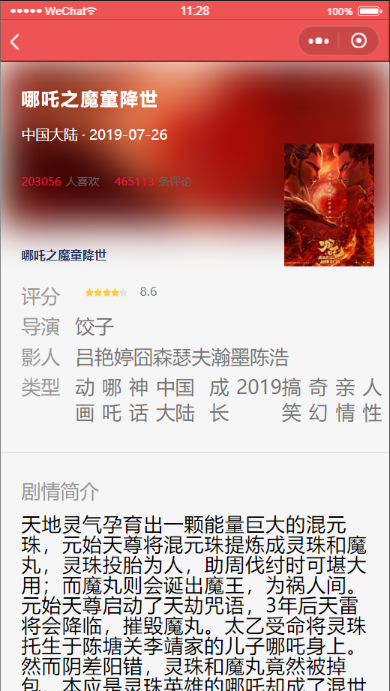 WeChat
11:28
100%
哪吒之魔童降世
中国大陆 · 2019-07-26
203056 人喜欢 465113 条评论
哪吒之魔童降世
评分 8.6
导演 饺子
影人 吕艳婷囧森瑟夫瀚墨陈浩
类型 动 哪 神 中国 成 2019 搞 奇 亲 人
画 吒 话 大陆 长 笑 幻 情 性
剧情简介
天地灵气孕育出一颗能量巨大的混元
珠，元始天尊将混元珠提炼成灵珠和魔
丸，灵珠投胎为人，助周伐纣时可堪大
用；而魔丸则会诞出魔王，为祸人间。
元始天尊启动了天劫咒语，3年后天雷
将会降临，摧毁魔丸。太乙受命将灵珠
托生于陈塘关李靖家的儿子哪吒身上。
然而阴差阳错，灵珠和魔丸竟然被掉
包。本应是灵珠英雄的哪吒却成了混世